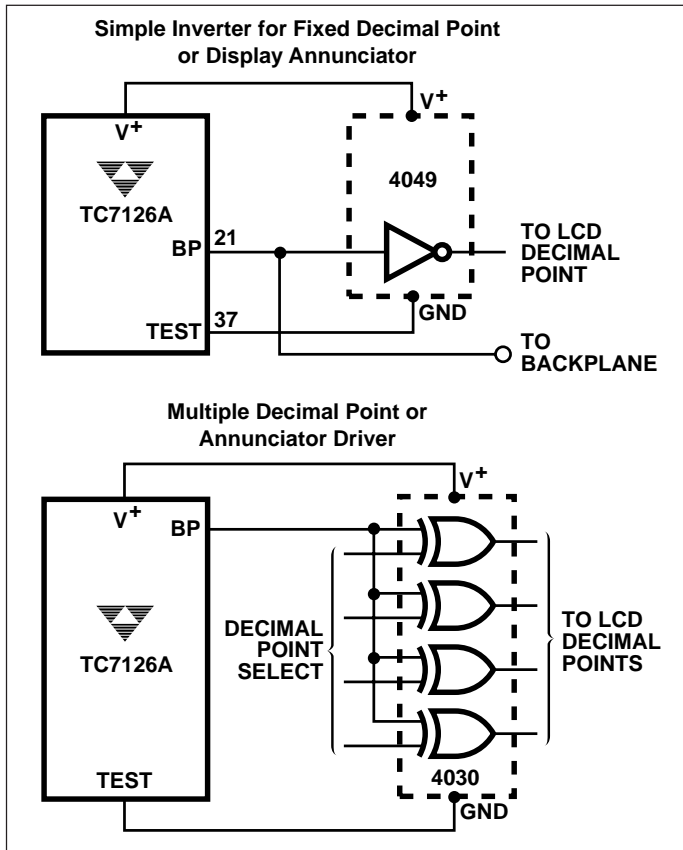 Simple Inverter for Fixed Decimal Point
or Display Annunciator
V+
V+
4049
TC7126A
BP
21
TO LCD
DECIMAL
POINT
TEST
37
GND
TO
BACKPLANE
Multiple Decimal Point or
Annunciator Driver
V+
V+
BP
TC7126A
DECIMAL
POINT
SELECT
TO LCD
DECIMAL
POINTS
4030
TEST
GND